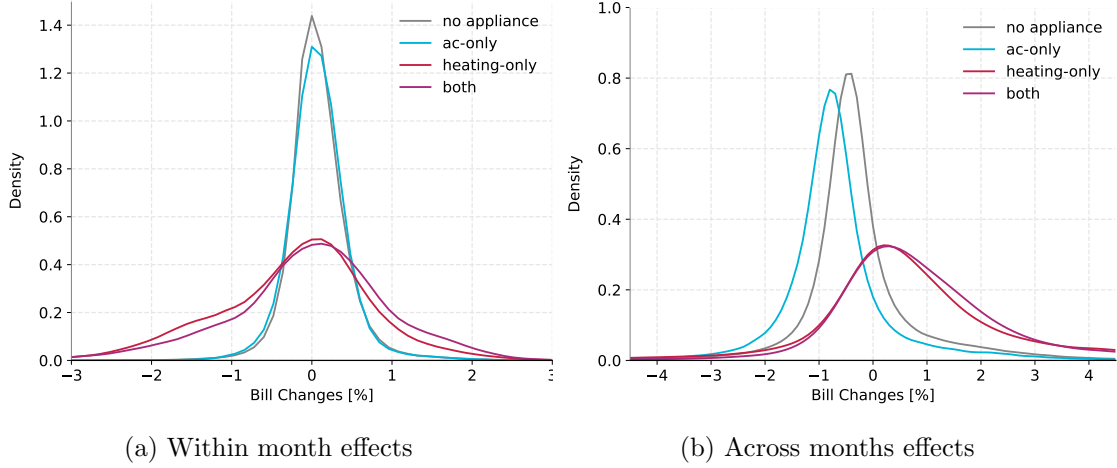 1.4
1.2
1.0
0.8
0.6
0.4
0.2
0.0
Density
no appliance
ac-only
heating-only
both
−3
−2
−1
0
1
2
3
Bill Changes [%]
(a) Within month effects
1.0
0.8
0.6
0.4
0.2
0.0
Density
no appliance
ac-only
heating-only
both
−4
−3
−2
−1
0
1
2
3
4
Bill Changes [%]
(b) Across months effects